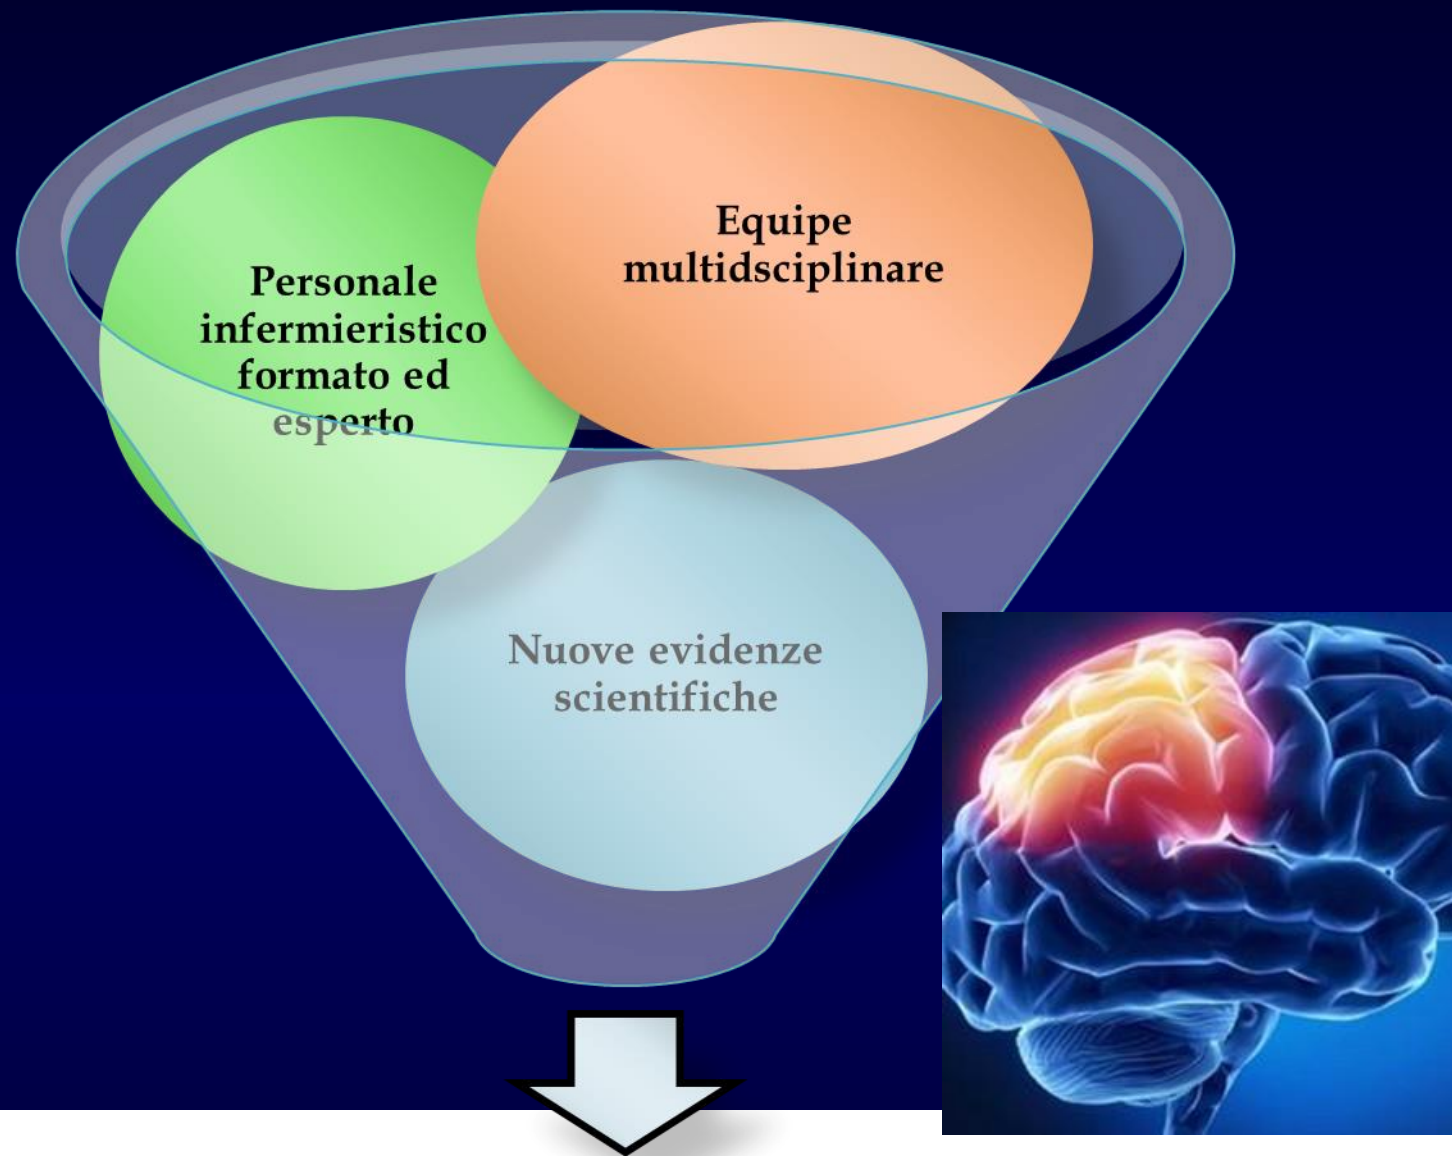 Personale
infermieristico
formato ed
esperto
Equipe
multidsciplinare
Nuove evidenze
scientifiche